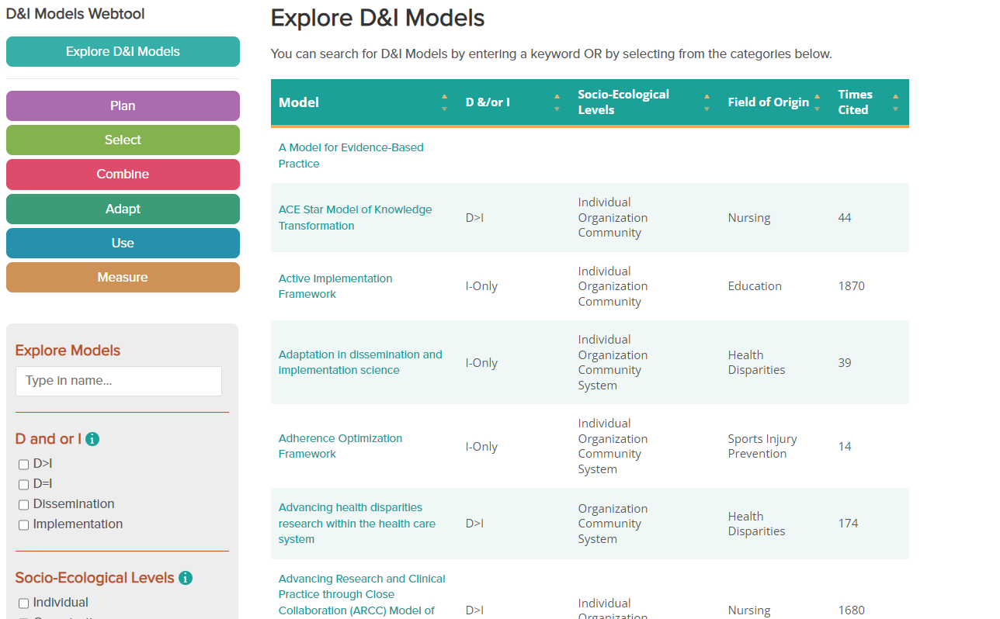 D&I Models Webtool
Explore D&I Models
Plan
Select
Combine
Adapt
Use
Measure
Explore Models
Type in name...
D and or I
D>I
D=I
Dissemination
Implementation
Socio-Ecological Levels
Individual
Explore D&I Models
You can search for D&I Models by entering a keyword OR by selecting from the categories below.
Model
D &/or I
Socio-Ecological
Levels
Field of Origin
Times
Cited
A Model for Evidence-Based
Practice
ACE Star Model of Knowledge
Transformation
D>I
Individual
Organization
Community
Nursing
44
Active Implementation
Framework
I-Only
Individual
Organization
Community
Education
1870
Adaptation in dissemination and
implementation science
I-Only
Individual
Organization
Community
System
Health
Disparities
39
Adherence Optimization
Framework
I-Only
Individual
Organization
Community
System
Sports Injury
Prevention
14
Advancing health disparities
research within the health care
system
D>I
Organization
Community
System
Health
Disparities
174
Advancing Research and Clinical
Practice through Close
Collaboration (ARCC) Model of
D>I
Individual
Organization
Nursing
1680